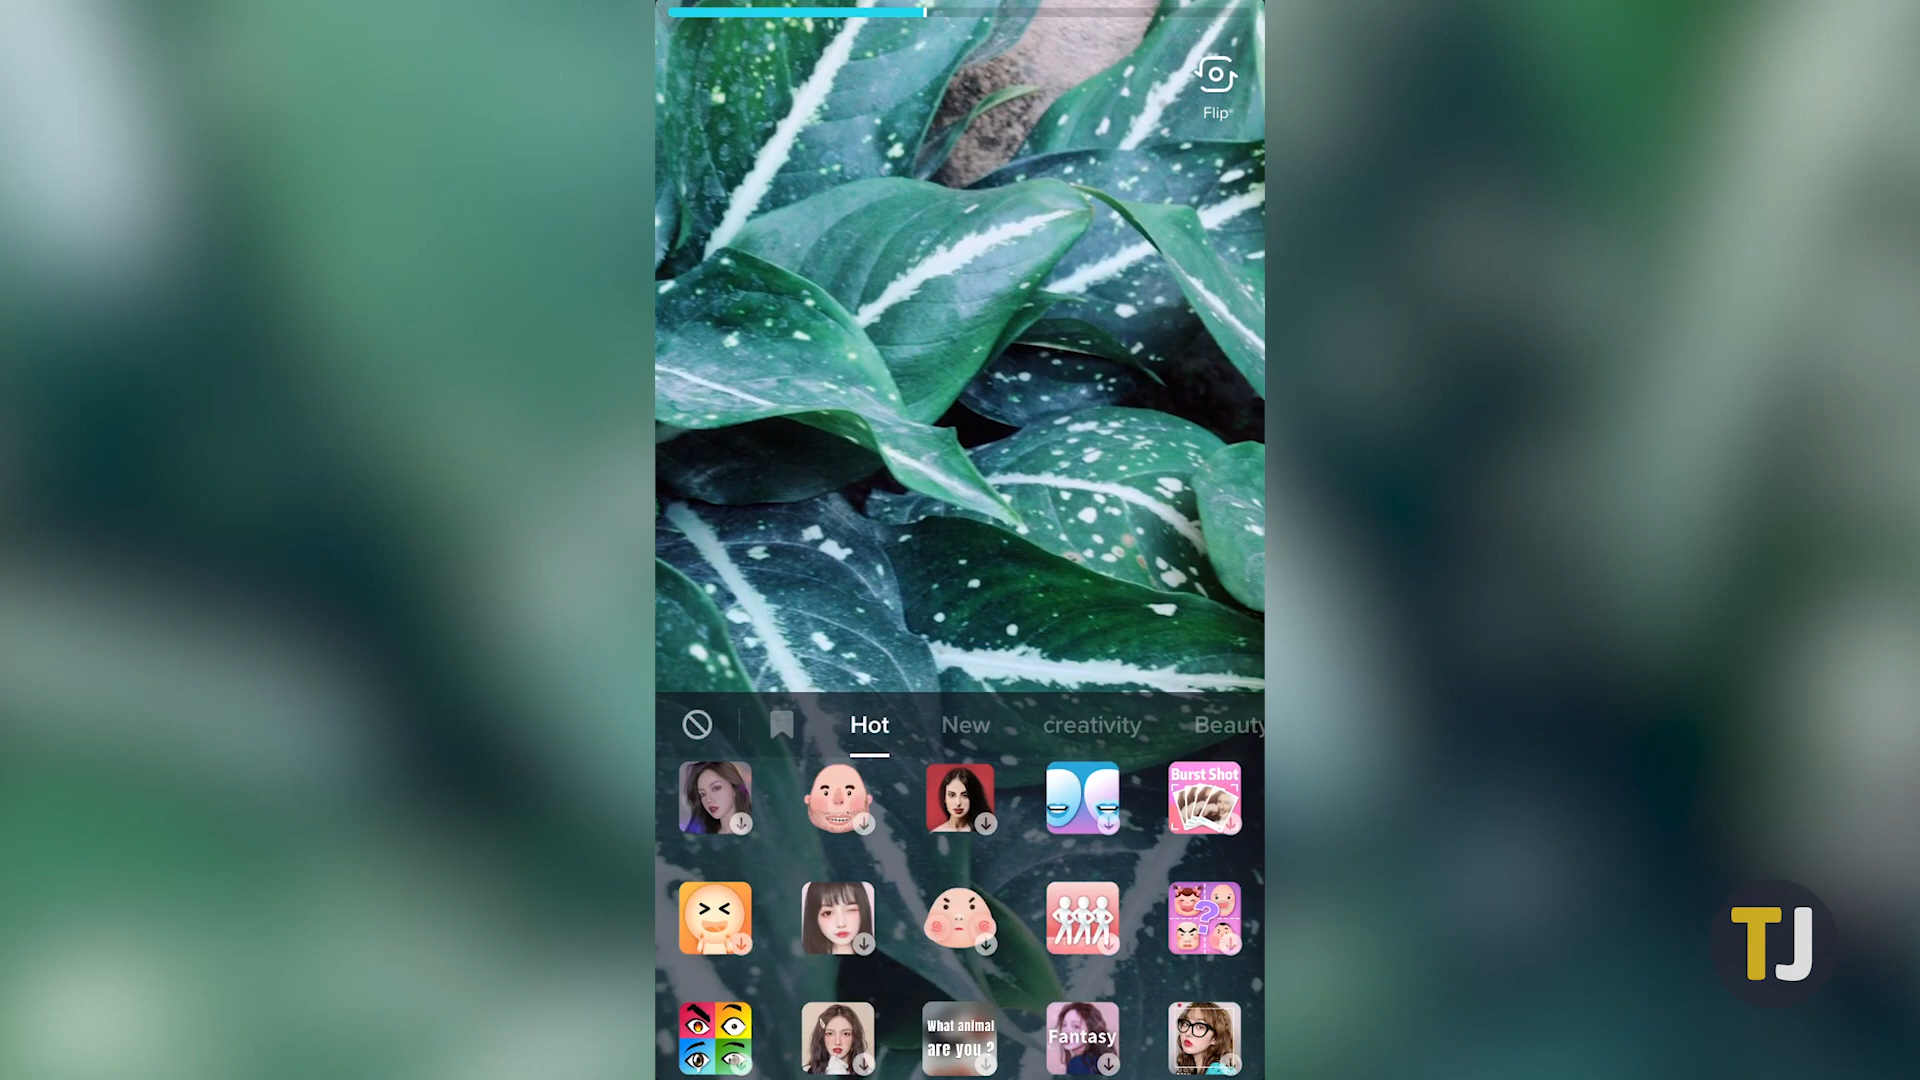 Flip
Hot
New
creativity
Beauty
Burst Shot
?
What animal
are you ?
Fantasy
TJ